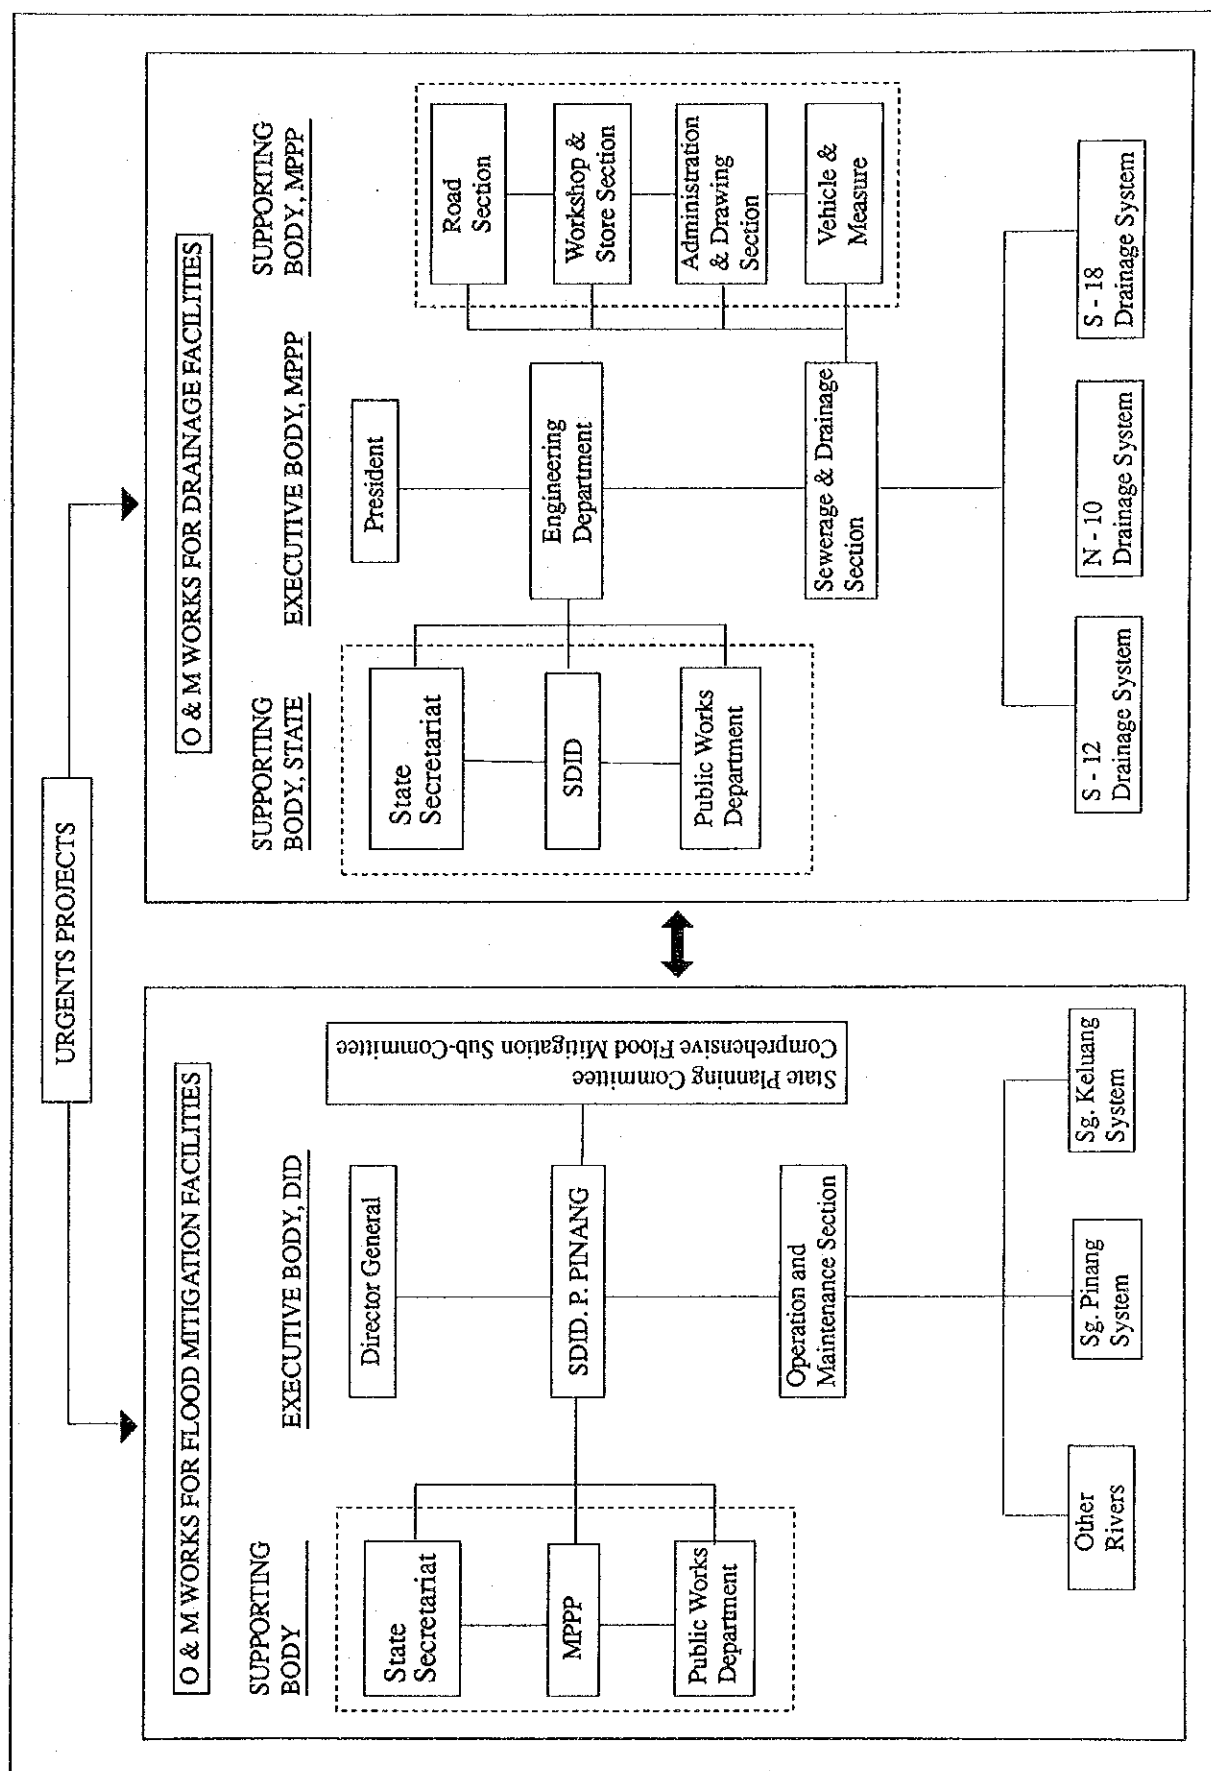 URGENTS PROJECTS
O & M WORKS FOR FLOOD MITIGATION FACILITIES
SUPPORTING
BODY
EXECUTIVE BODY, DID
State
Secretariat
MPPP
Public Works
Department
Director General
SDID. P. PINANG
Operation and
Maintenance Section
State Planning Committee
Comprehensive Flood Mitigation Sub-Committee
Other
Rivers
Sg. Pinang
System
Sg. Keluang
System
O & M WORKS FOR DRAINAGE FACILITIES
SUPPORTING
BODY, STATE
EXECUTIVE BODY, MPPP
SUPPORTING
BODY, MPPP
State
Secretariat
SDID
Public Works
Department
President
Engineering
Department
Sewerage & Drainage
Section
Road
Section
Workshop &
Store Section
Administration
& Drawing
Section
Vehicle &
Measure
S - 12
Drainage System
N - 10
Drainage System
S - 18
Drainage System